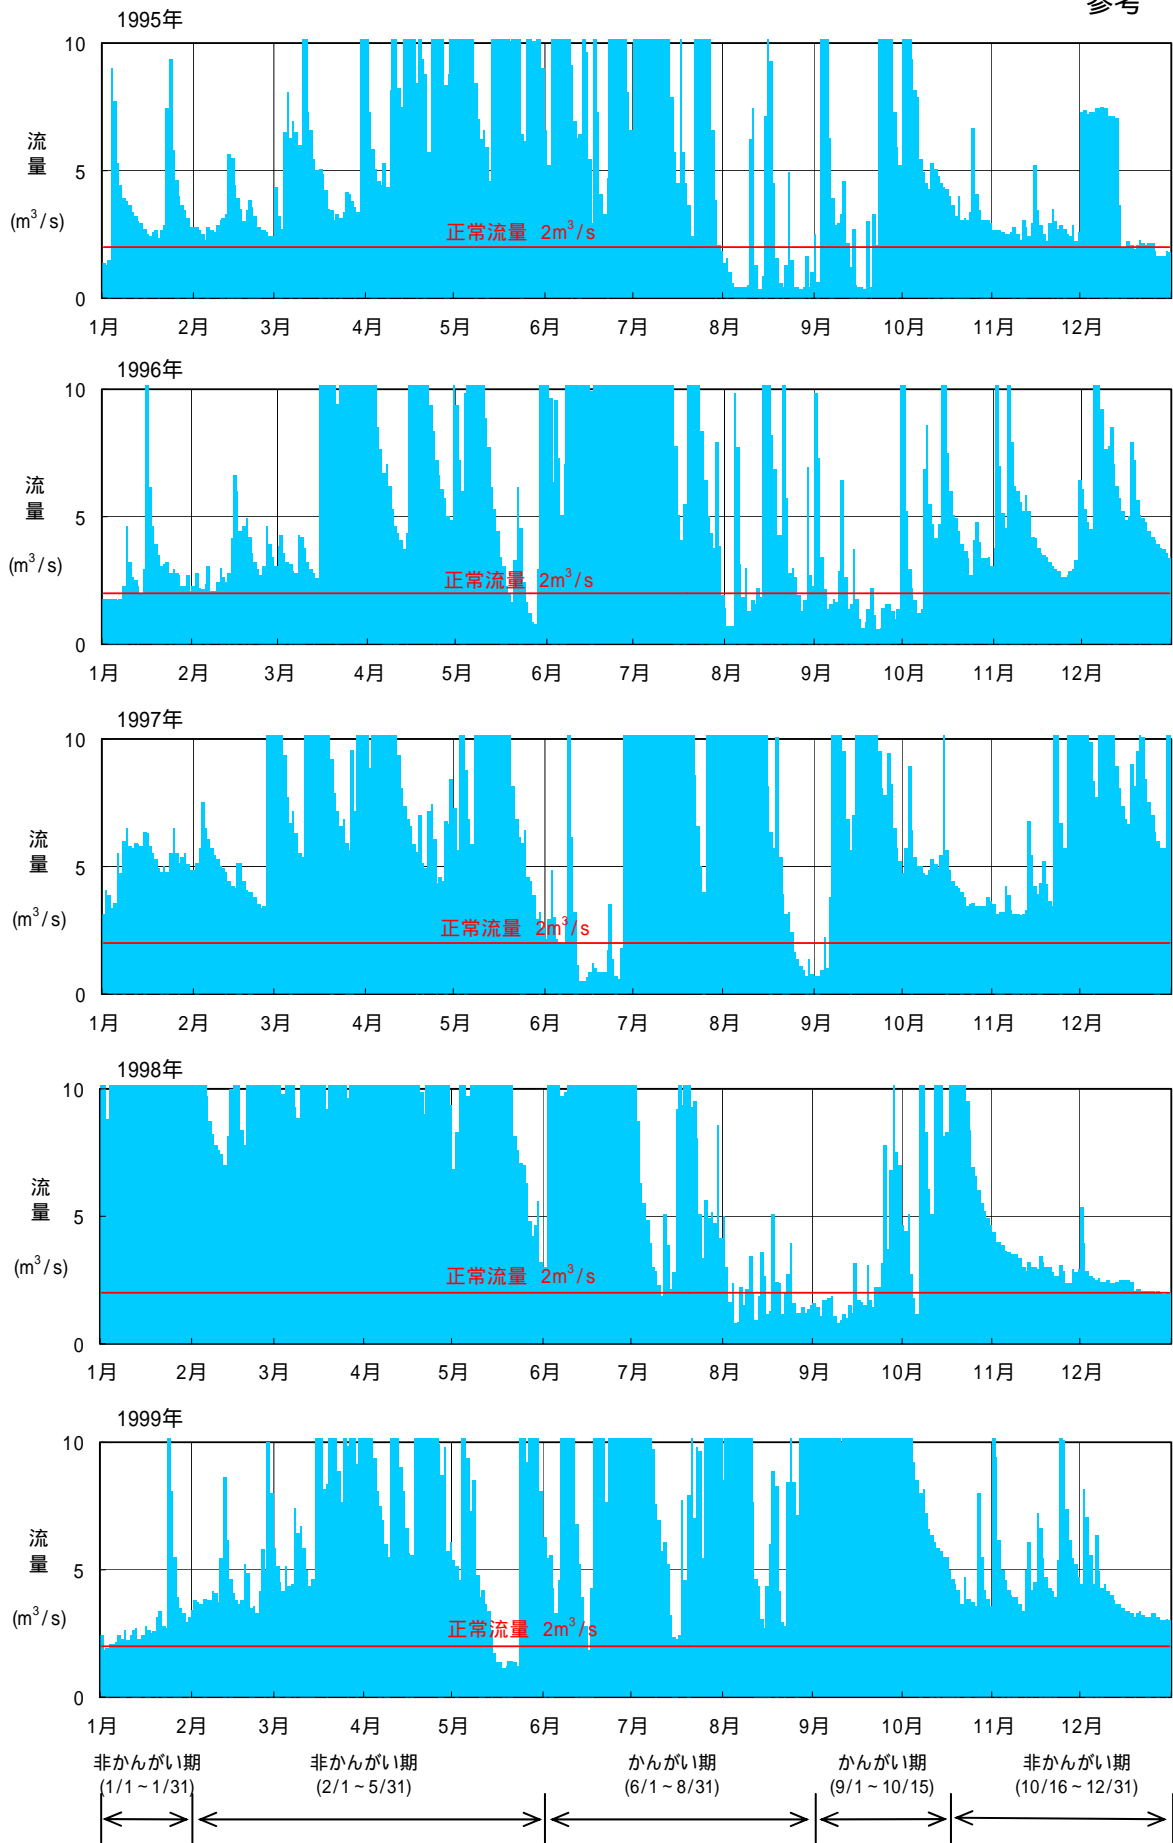 参考
1995年
10
5
0
流
量
(m³/s)
正常流量 2m³/s
1月 2月 3月 4月 5月 6月 7月 8月 9月 10月 11月 12月
1996年
10
5
0
流
量
(m³/s)
正常流量 2m³/s
1月 2月 3月 4月 5月 6月 7月 8月 9月 10月 11月 12月
1997年
10
5
0
流
量
(m³/s)
正常流量 2m³/s
1月 2月 3月 4月 5月 6月 7月 8月 9月 10月 11月 12月
1998年
10
5
0
流
量
(m³/s)
正常流量 2m³/s
1月 2月 3月 4月 5月 6月 7月 8月 9月 10月 11月 12月
1999年
10
5
0
流
量
(m³/s)
正常流量 2m³/s
1月 2月 3月 4月 5月 6月 7月 8月 9月 10月 11月 12月
非かんがい期 非かんがい期 かんがい期 かんがい期 非かんがい期
(1/1~1/31) (2/1~5/31) (6/1~8/31) (9/1~10/15) (10/16~12/31)